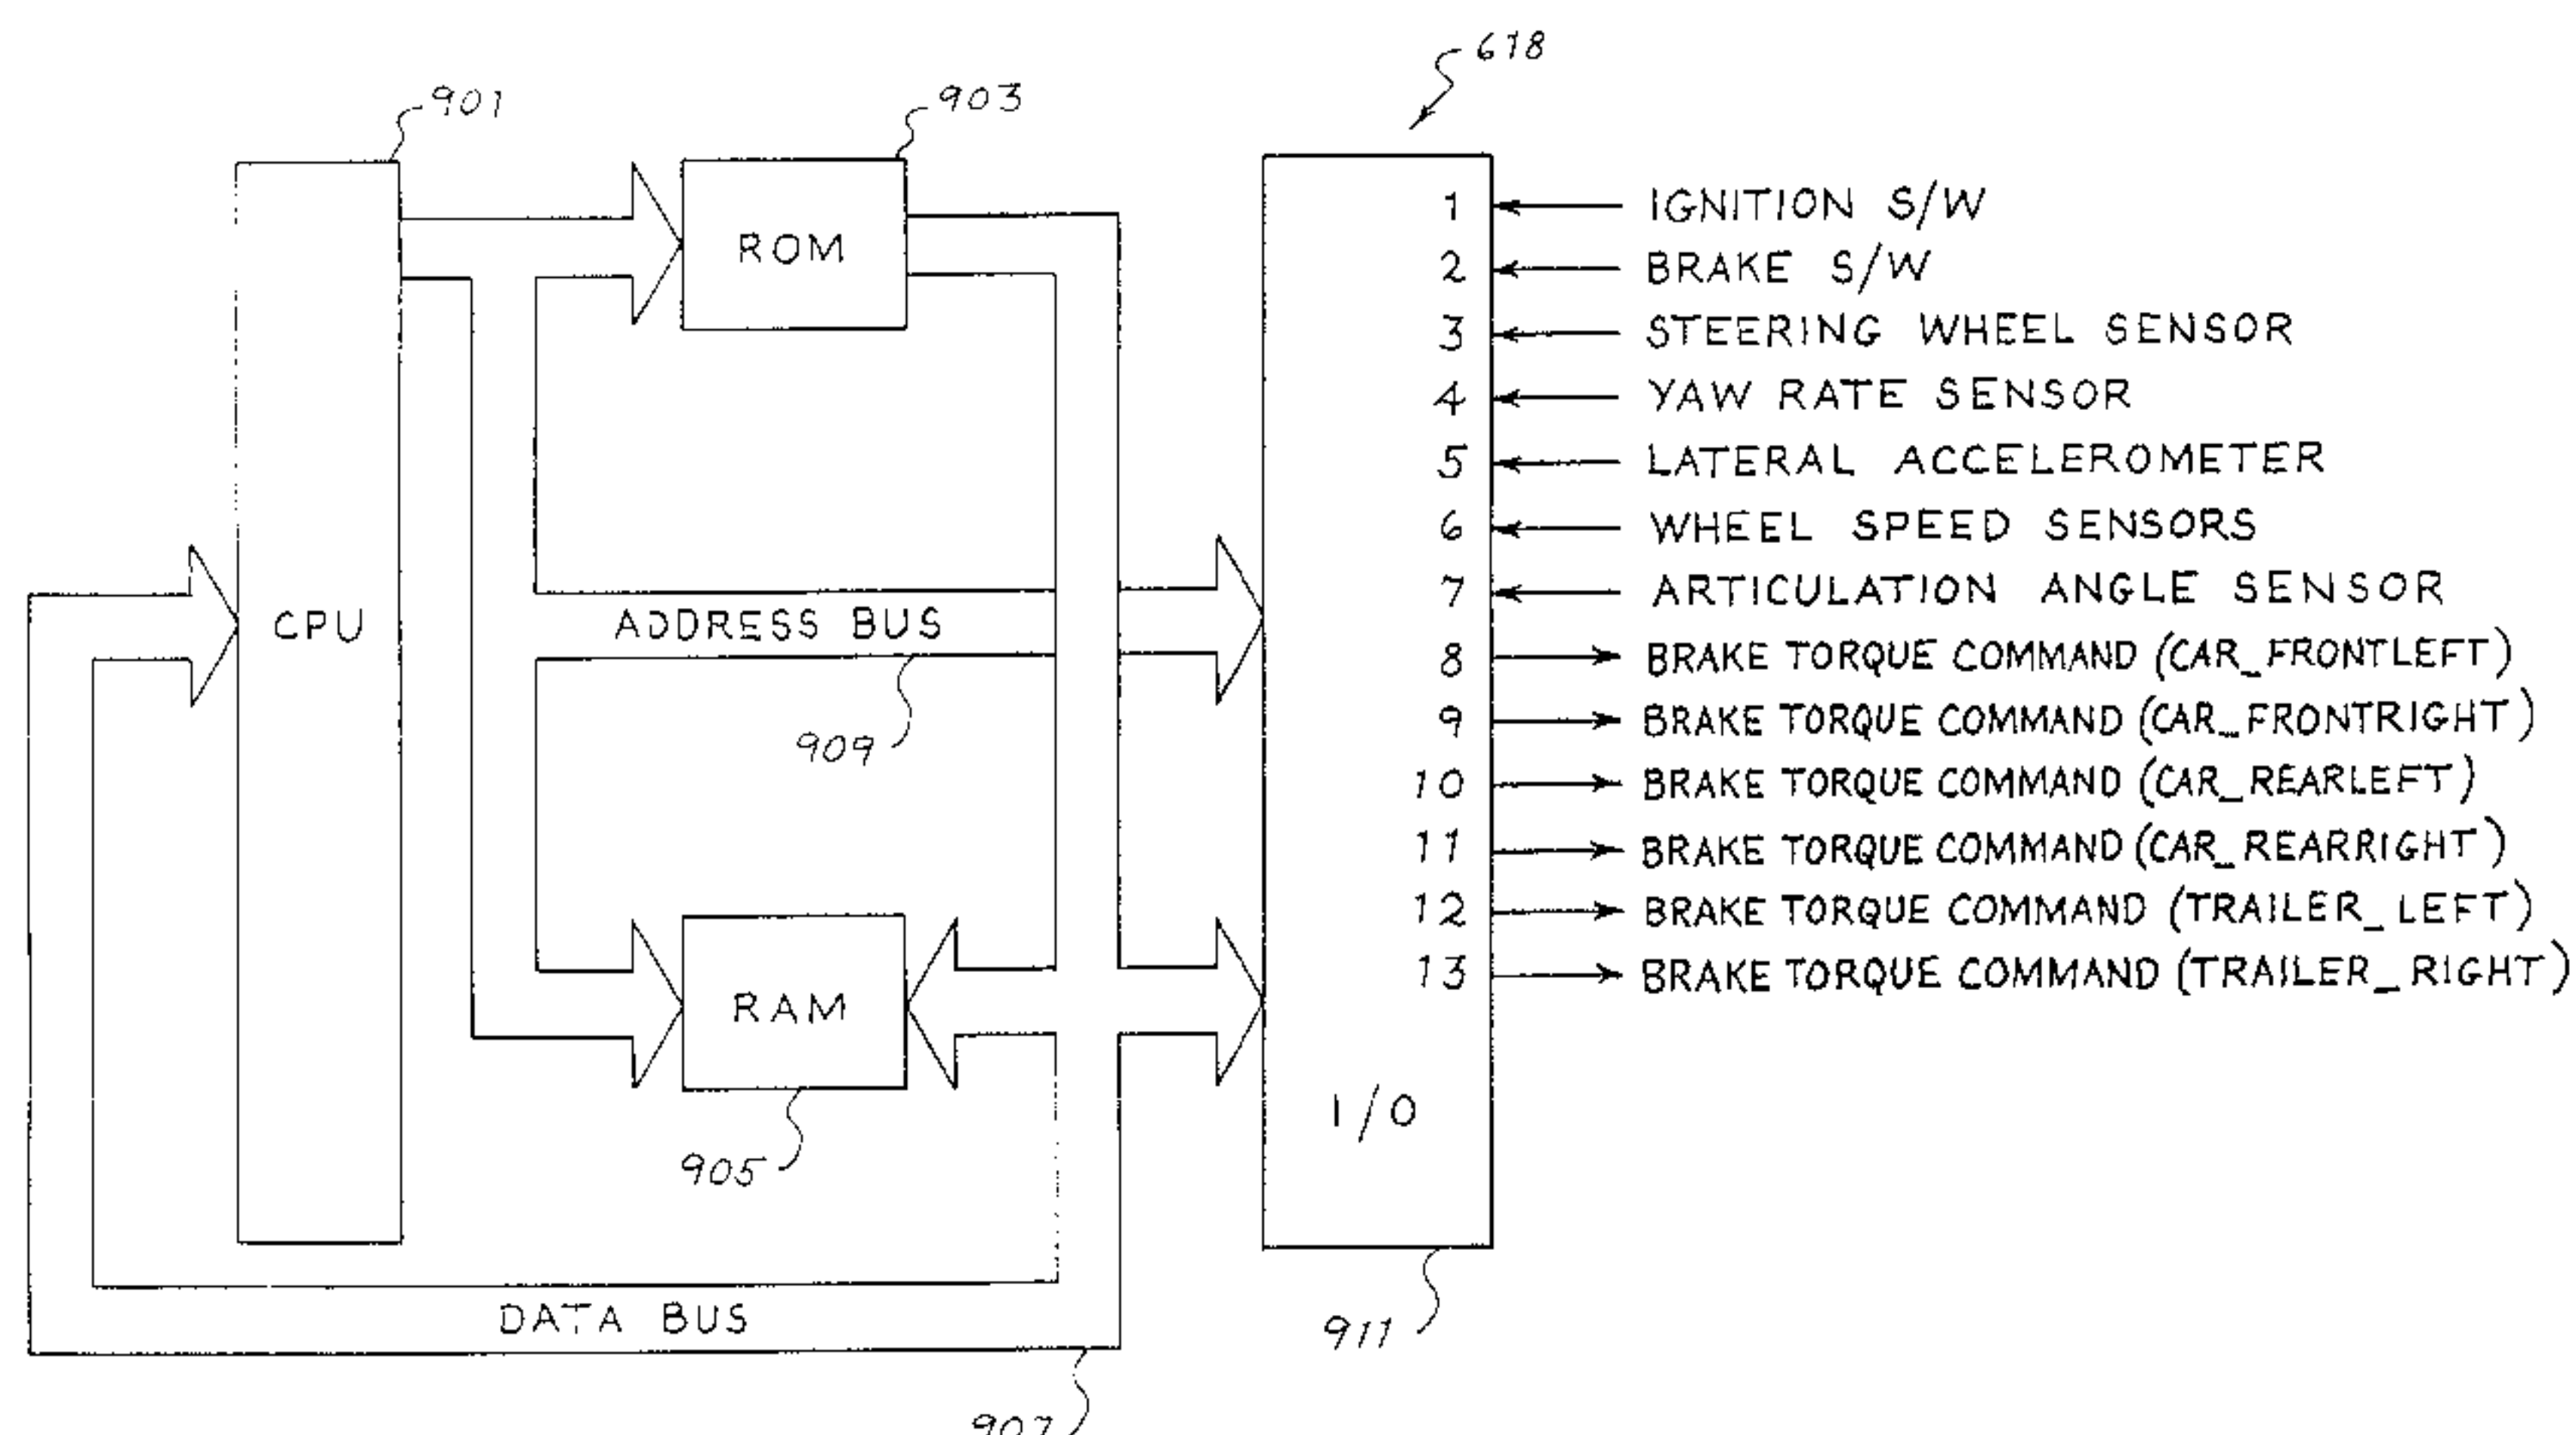 618
901
903
1 IGNITION S/W
ROM
2 BRAKE S/W
3 STEERING WHEEL SENSOR
4 YAW RATE SENSOR
5 LATERAL ACCELEROMETER
6 WHEEL SPEED SENSORS
7 ARTICULATION ANGLE SENSOR
CPU
ADDRESS BUS
8 BRAKE TORQUE COMMAND (CAR_FRONTLEFT)
9 BRAKE TORQUE COMMAND (CAR_FRONTRIGHT)
909
10 BRAKE TORQUE COMMAND (CAR_REARLEFT)
11 BRAKE TORQUE COMMAND (CAR_REARRIGHT)
12 BRAKE TORQUE COMMAND (TRAILER_LEFT)
13 BRAKE TORQUE COMMAND (TRAILER_RIGHT)
RAM
I/O
905
DATA BUS
911
907